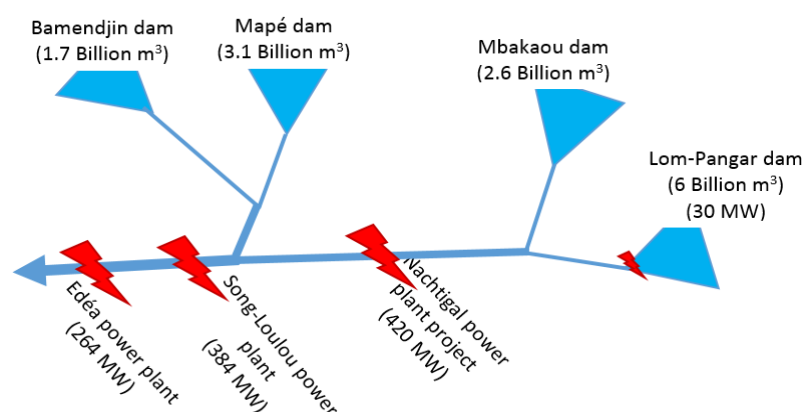 Bamendjin dam
(1.7 Billion m³)
Mapé dam
(3.1 Billion m³)
Mbakaou dam
(2.6 Billion m³)
Lom-Pangar dam
(6 Billion m³)
(30 MW)
Edéa power plant
(264 MW)
Song-Loulou power
plant
(384 MW)
Nachtigal power
plant project
(420 MW)